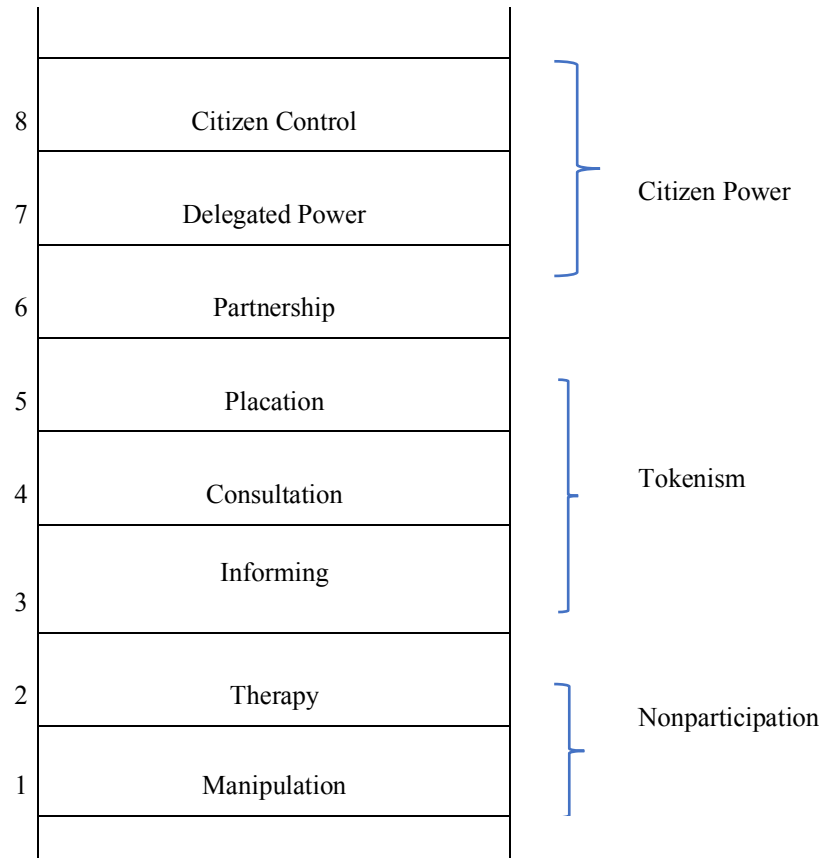 8 Citizen Control
Citizen Power
7 Delegated Power
6 Partnership
5 Placation
Tokenism
4 Consultation
Informing
3
2 Therapy
Nonparticipation
1 Manipulation